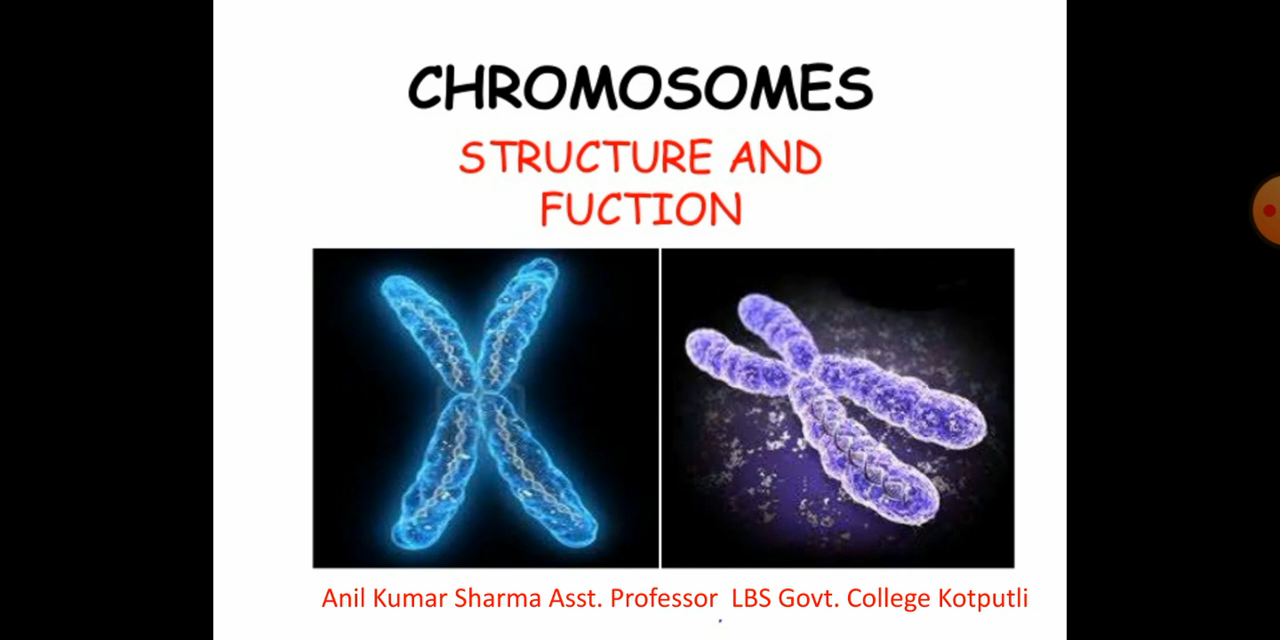 CHROMOSOMES
STRUCTURE AND
FUCTION
Anil Kumar Sharma Asst. Professor LBS Govt. College Kotputli